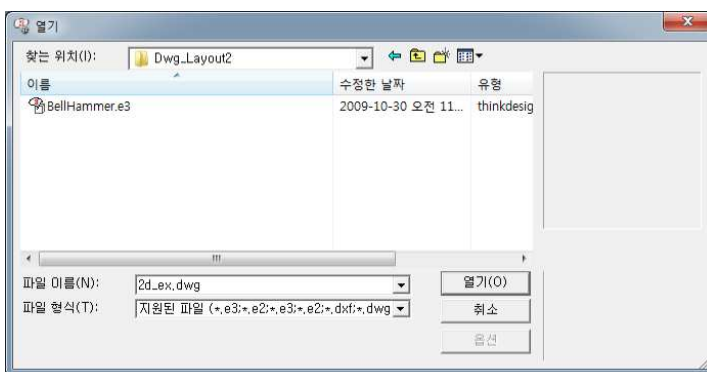 열기
찾는 위치(I): Dwg_Layout2
이름 수정한 날짜 유형
BellHammer.e3 2009-10-30 오전 11... thinkdesig
파일 이름(N): 2d_ex.dwg 열기(O)
파일 형식(T): 지원된 파일 (*.e3;*.e2;*.e3;*.e2;*.dxf;*.dwg 취소
옵션